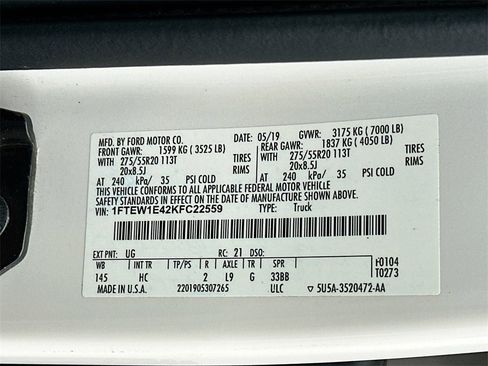 MFD. BY FORD MOTOR CO. DATE: 05/19 GVWR: 3175 KG ( 7000 LB)
FRONT GAWR: 1599 KG ( 3525 LB) REAR GAWR: 1837 KG ( 4050 LB)
WITH 275/55R20 113T TIRES WITH 275/55R20 113T TIRES
20x8.5J RIMS 20x8.5J RIMS
AT 240 kPa/ 35 PSI COLD AT 240 kPa/ 35 PSI COLD
THIS VEHICLE CONFORMS TO ALL APPLICABLE FEDERAL MOTOR VEHICLE
SAFETY AND THEFT PREVENTION STANDARDS IN EFFECT ON THE
DATE OF MANUFACTURE SHOWN ABOVE.
VIN: 1FTEW1E42KFC22559 TYPE: Truck
EXT PNT: UG RC: 21 DSO:
WB INT TR TP/PS R AXLE TR SPR F0104
145 HC 2 L9 G 33BB T0273
MADE IN U.S.A. 2201905307265 ULC 5U5A-3520472-AA